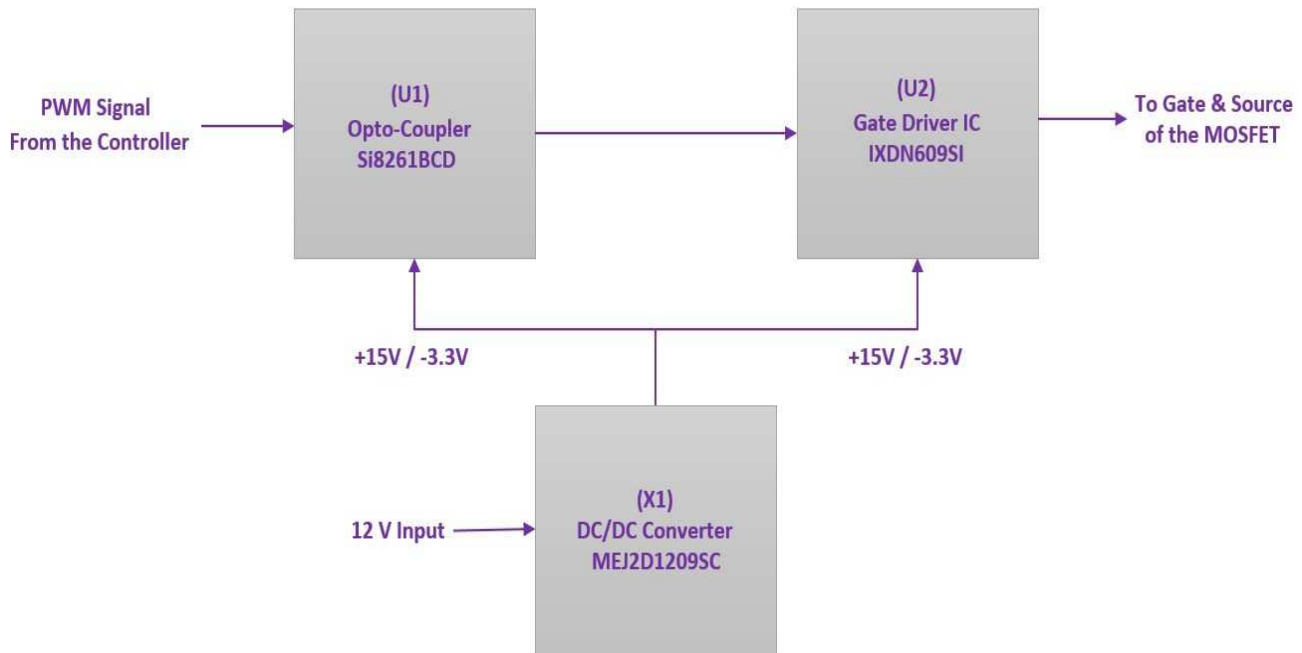 PWM Signal
From the Controller
(U1)
Opto-Coupler
Si8261BCD
(U2)
Gate Driver IC
IXDN609SI
To Gate & Source
of the MOSFET
+15V / -3.3V
+15V / -3.3V
12 V Input
(X1)
DC/DC Converter
MEJ2D1209SC